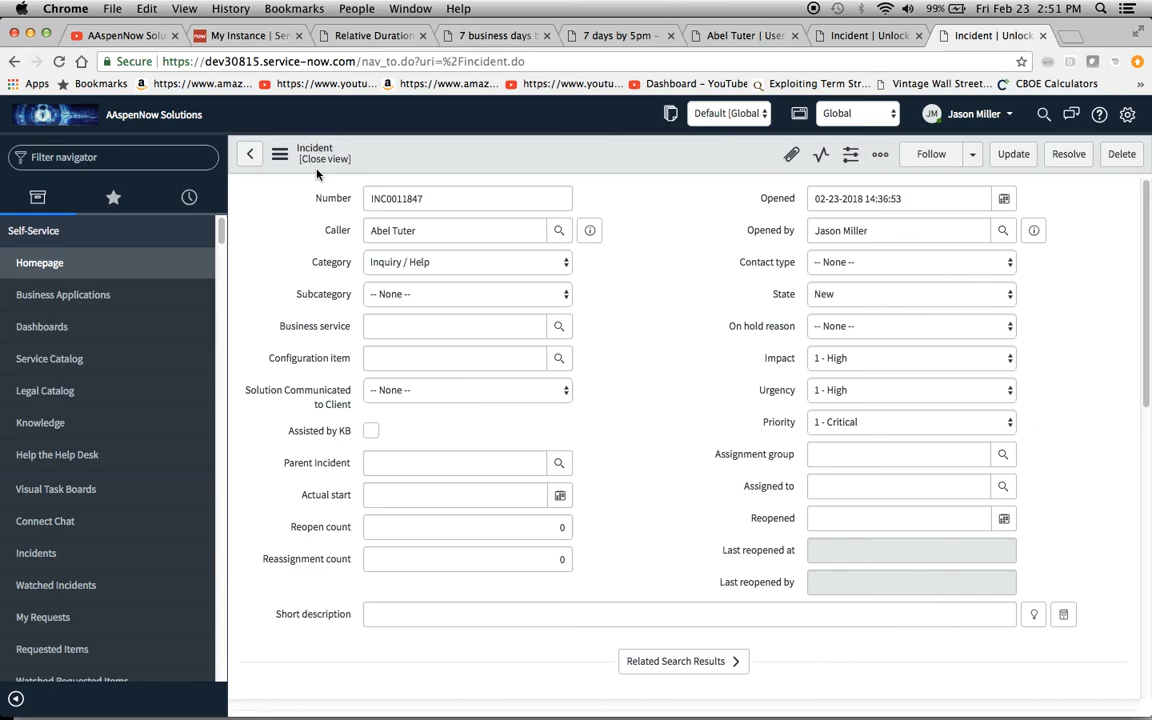 Chrome File Edit View History Bookmarks People Window Help 99% Fri Feb 23 2:51 PM
AAspenNow Solutions My Instance | Serv Relative Duration 7 business days b 7 days by 5pm – Abel Tuter | User Incident | Unlock Incident | Unlock
Secure https://dev30815.service-now.com/nav_to.do?uri=%2Fincident.do
Apps Bookmarks https://www.amaz... https://www.youtu... https://www.amaz... https://www.youtu... Dashboard – YouTube Exploiting Term Str... Vintage Wall Street... CBOE Calculators »
AAspenNow Solutions Default [Global Global JM Jason Miller
Filter navigator
Incident
[Close view]
Follow Update Resolve Delete
Self-Service
Homepage
Business Applications
Dashboards
Service Catalog
Legal Catalog
Knowledge
Help the Help Desk
Visual Task Boards
Connect Chat
Incidents
Watched Incidents
My Requests
Requested Items
Watched Requested Items
Number INC0011847
Caller Abel Tuter
Category Inquiry / Help
Subcategory -- None --
Business service
Configuration item
Solution Communicated
to Client -- None --
Assisted by KB
Parent Incident
Actual start
Reopen count 0
Reassignment count 0
Opened 02-23-2018 14:36:53
Opened by Jason Miller
Contact type -- None --
State New
On hold reason -- None --
Impact 1 - High
Urgency 1 - High
Priority 1 - Critical
Assignment group
Assigned to
Reopened
Last reopened at
Last reopened by
Short description
Related Search Results